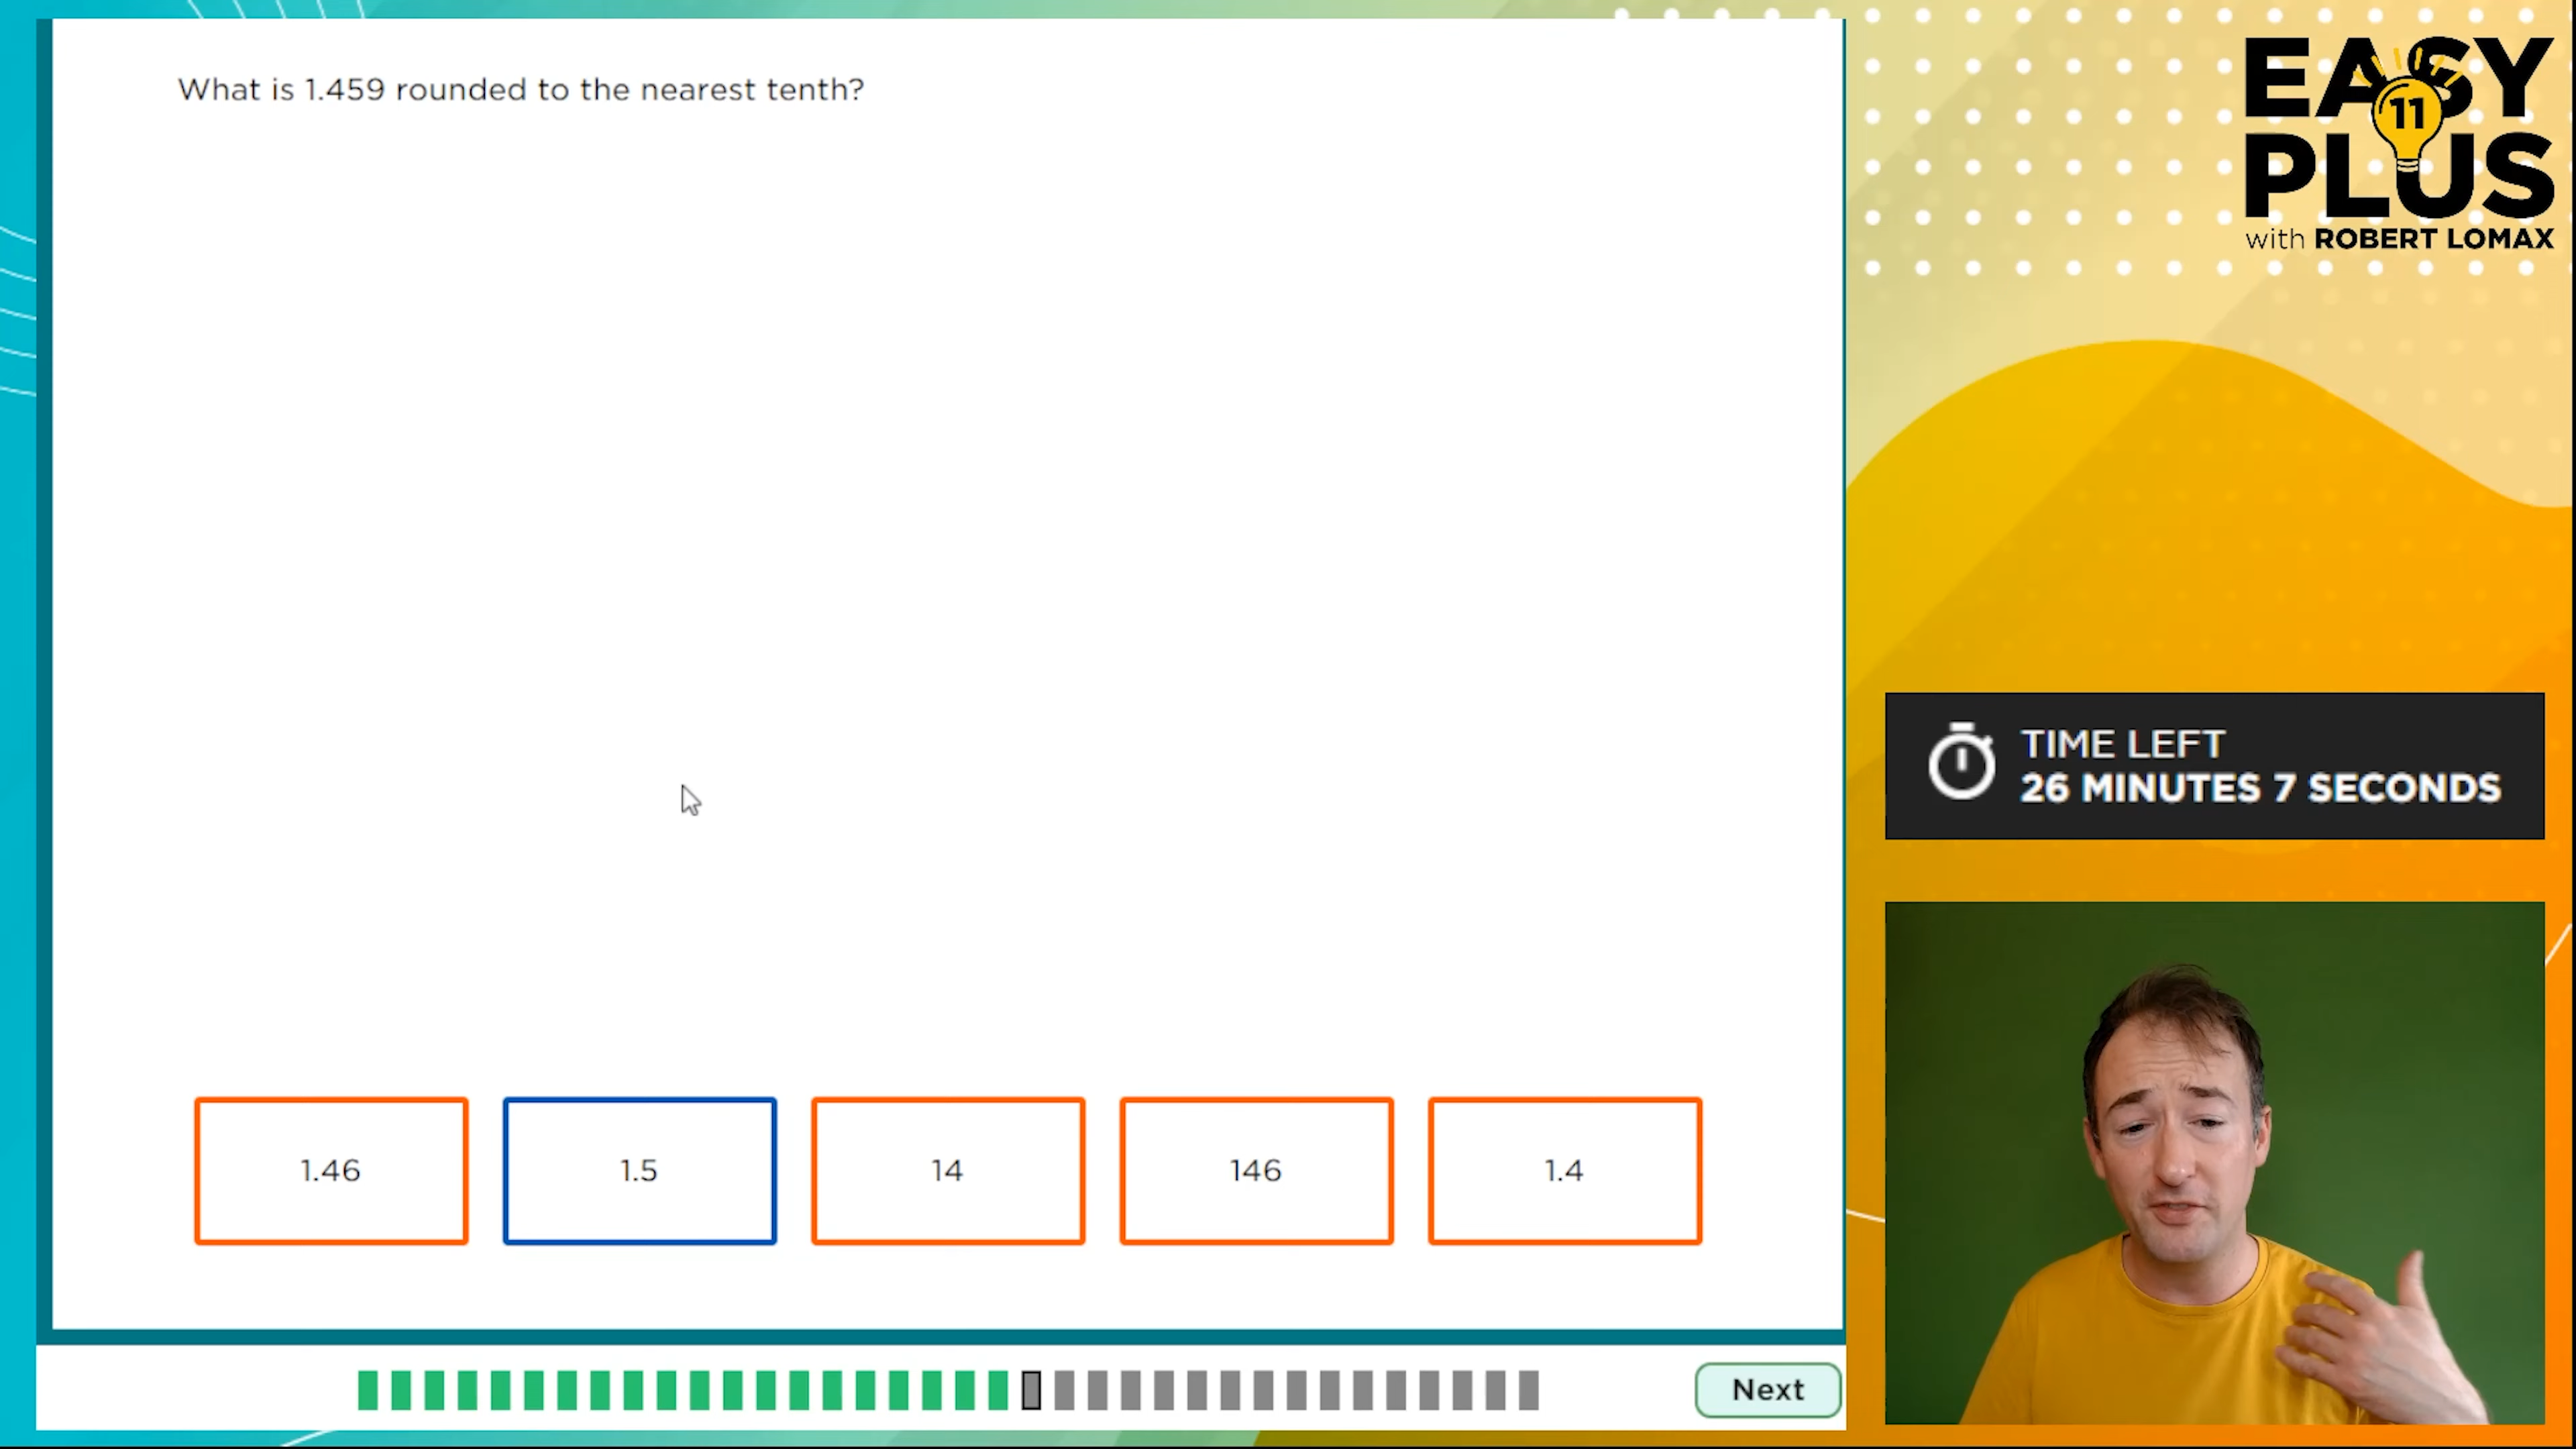 What is 1.459 rounded to the nearest tenth?
EASY
11
PLUS
with ROBERT LOMAX
TIME LEFT
26 MINUTES 7 SECONDS
1.46
1.5
14
146
1.4
Next